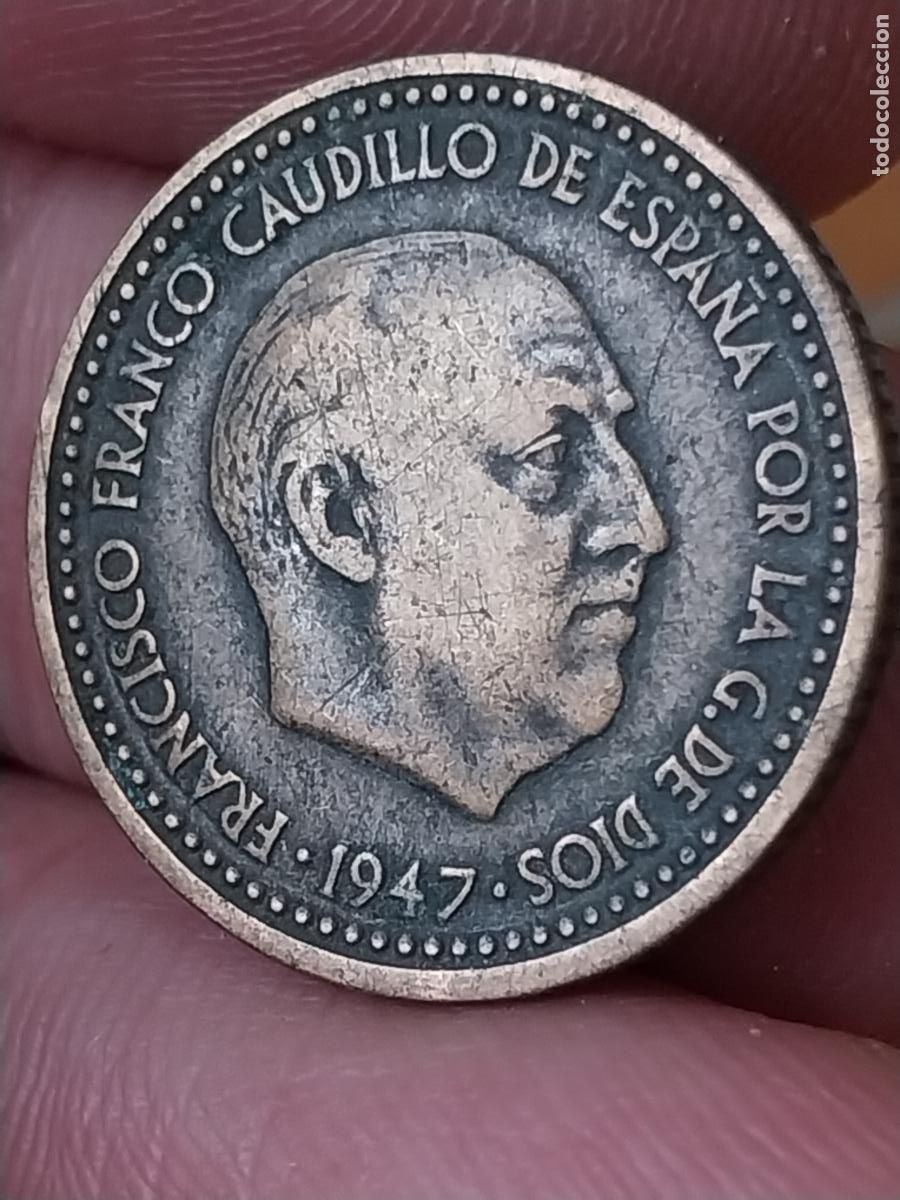 FRANCISCO FRANCO CAUDILLO DE ESPAÑA POR LA G. DE DIOS
· 1947 ·
todocoleccion